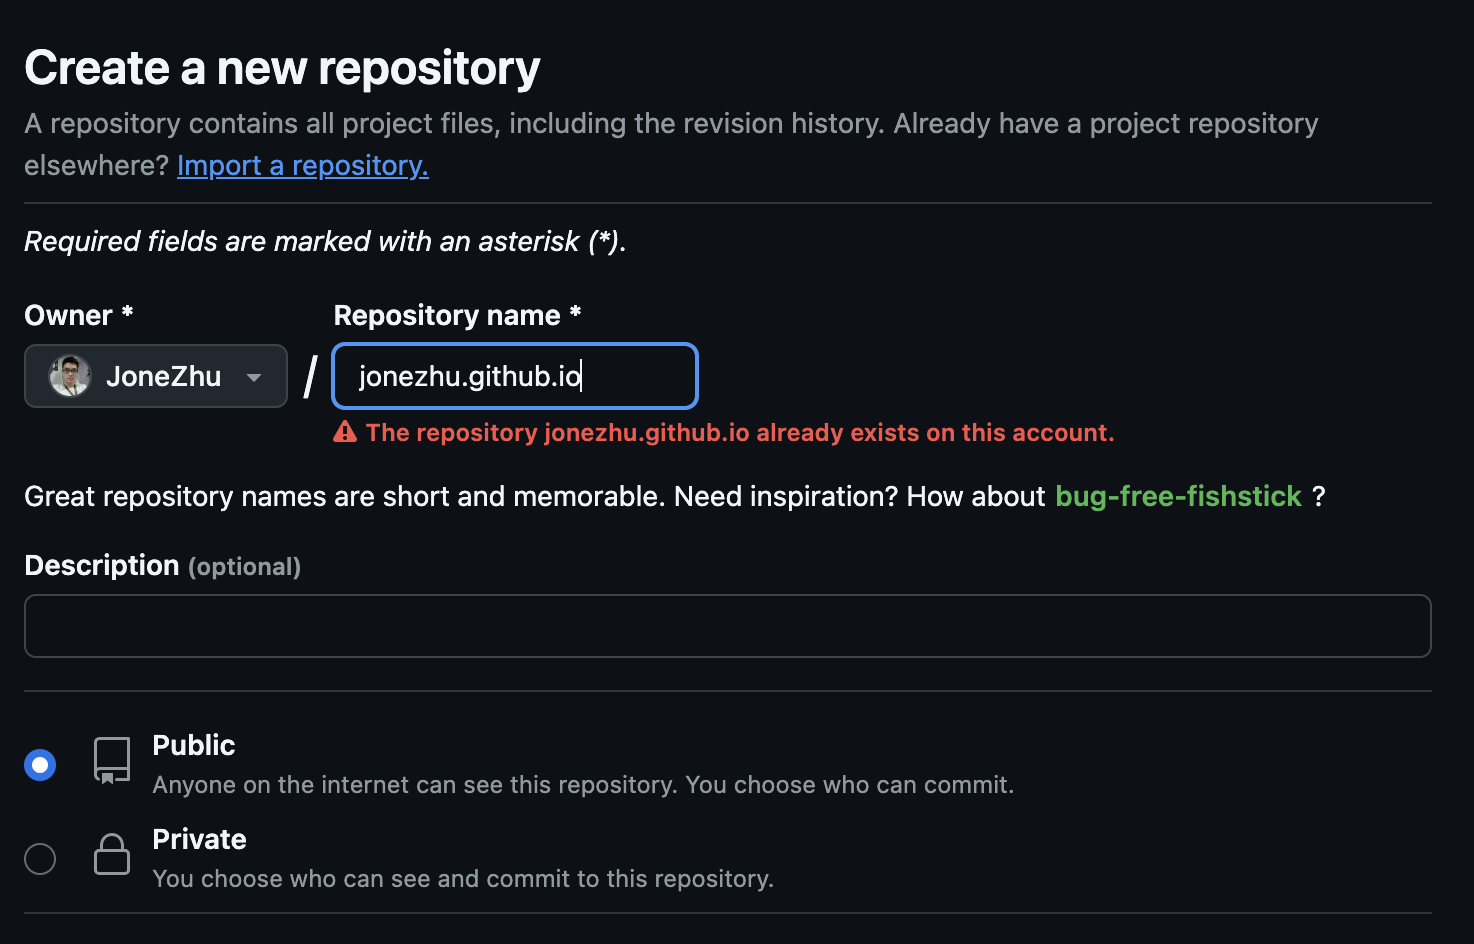 Create a new repository
A repository contains all project files, including the revision history. Already have a project repository
elsewhere? Import a repository.
Required fields are marked with an asterisk (*).
Owner *
Repository name *
JoneZhu
/
jonezhu.github.io
The repository jonezhu.github.io already exists on this account.
Great repository names are short and memorable. Need inspiration? How about bug-free-fishstick ?
Description (optional)
Public
Anyone on the internet can see this repository. You choose who can commit.
Private
You choose who can see and commit to this repository.